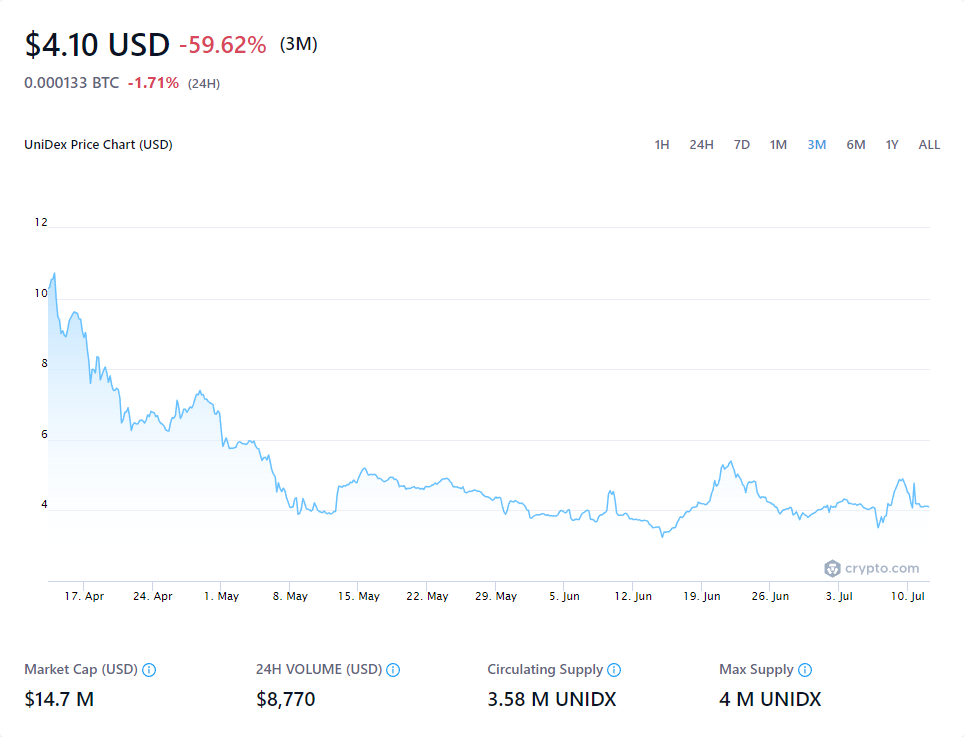 $4.10 USD -59.62% (3M)
0.000133 BTC -1.71% (24H)
UniDex Price Chart (USD)
1H 24H 7D 1M 3M 6M 1Y ALL
12
10
8
6
4
crypto.com
17. Apr 24. Apr 1. May 8. May 15. May 22. May 29. May 5. Jun 12. Jun 19. Jun 26. Jun 3. Jul 10. Jul
Market Cap (USD) 24H VOLUME (USD) Circulating Supply Max Supply
$14.7 M $8,770 3.58 M UNIDX 4 M UNIDX